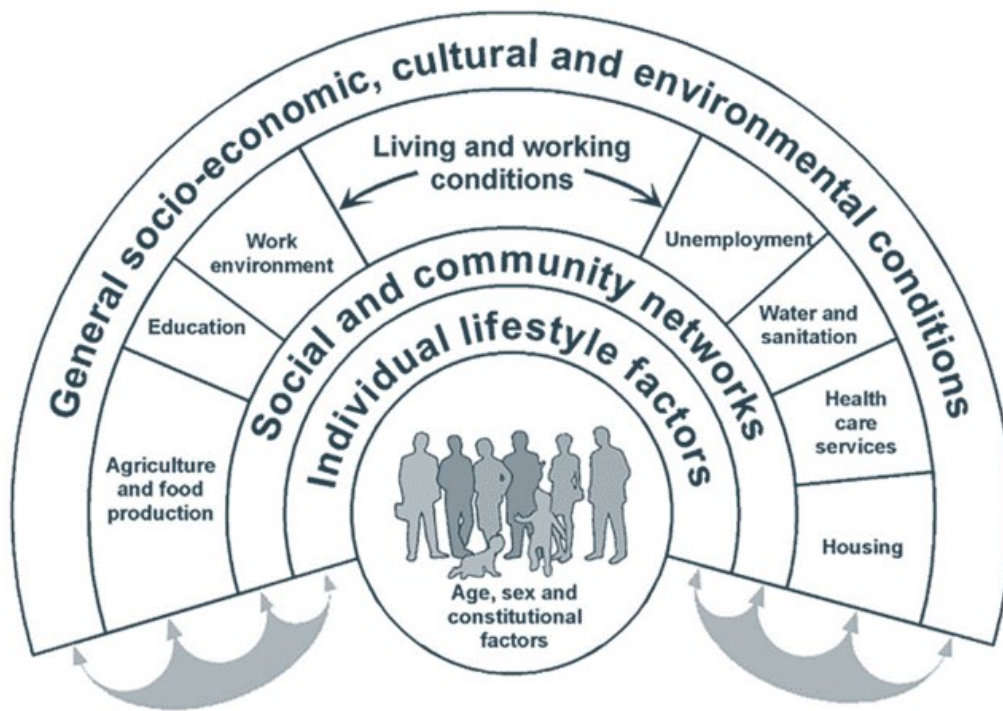 General socio-economic, cultural and environmental conditions
Living and working
conditions
Work
environment
Unemployment
Education
Water and
sanitation
Agriculture
and food
production
Health
care
services
Housing
Social and community networks
Individual lifestyle factors
Age, sex and
constitutional
factors